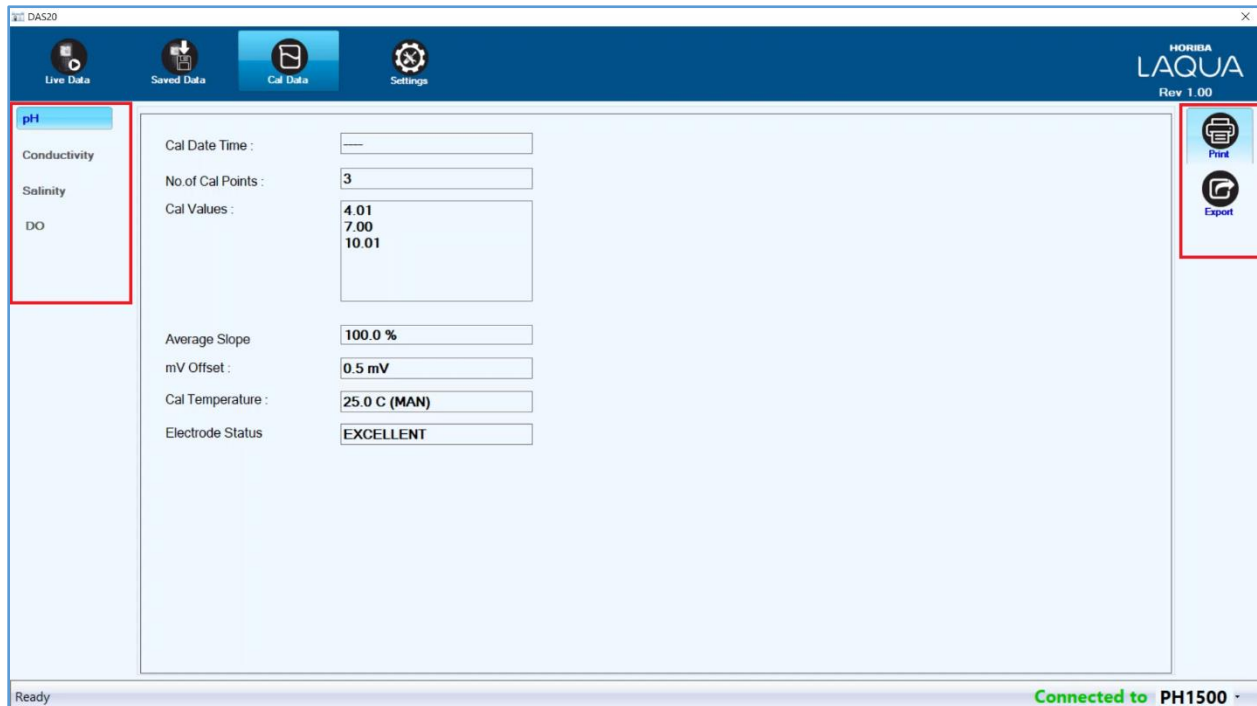 DAS20
Live Data
Saved Data
Cal Data
Settings
HORIBA
LAQUA
Rev 1.00
pH
Conductivity
Salinity
DO
Cal Date Time : ----
No.of Cal Points : 3
Cal Values : 4.01
7.00
10.01
Average Slope 100.0 %
mV Offset : 0.5 mV
Cal Temperature : 25.0 C (MAN)
Electrode Status EXCELLENT
Print
Export
Ready
Connected to PH1500